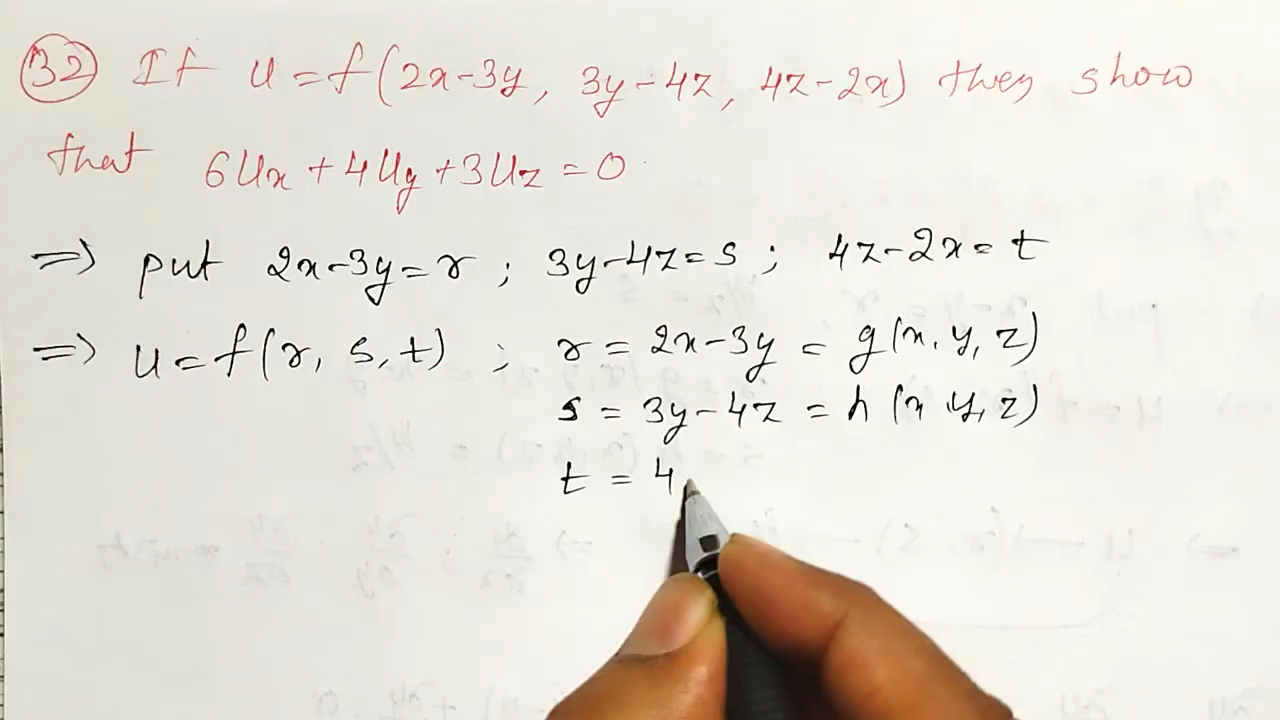 32 If u = f(2x-3y, 3y-4z, 4z-2x) then show
that 6Ux + 4Uy + 3Uz = 0
=> put 2x-3y = r ; 3y-4z = s ; 4z-2x = t
=> u = f(r, s, t) ; r = 2x-3y = g(x, y, z)
s = 3y-4z = h (x y, z)
t = 4